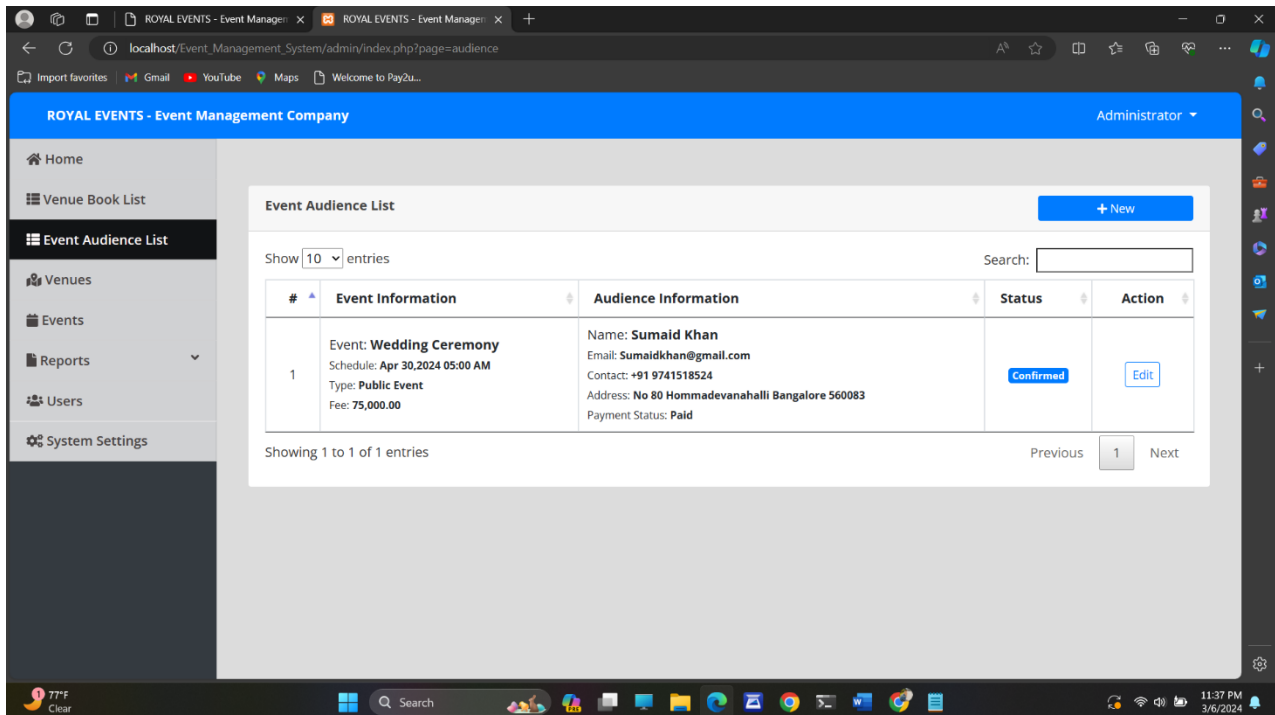 ROYAL EVENTS - Event Managem
ROYAL EVENTS - Event Managem
localhost/Event_Management_System/admin/index.php?page=audience
Import favorites Gmail YouTube Maps Welcome to Pay2u...
ROYAL EVENTS - Event Management Company
Administrator
Home
Venue Book List
Event Audience List
Venues
Events
Reports
Users
System Settings
Event Audience List
+ New
Show 10 entries
Search:
# Event Information Audience Information Status Action
1
Event: Wedding Ceremony
Schedule: Apr 30,2024 05:00 AM
Type: Public Event
Fee: 75,000.00
Name: Sumaid Khan
Email: Sumaidkhan@gmail.com
Contact: +91 9741518524
Address: No 80 Hommadevanahalli Bangalore 560083
Payment Status: Paid
Confirmed
Edit
Showing 1 to 1 of 1 entries
Previous 1 Next
1
77°F
Clear
Search
PRE
11:37 PM
3/6/2024